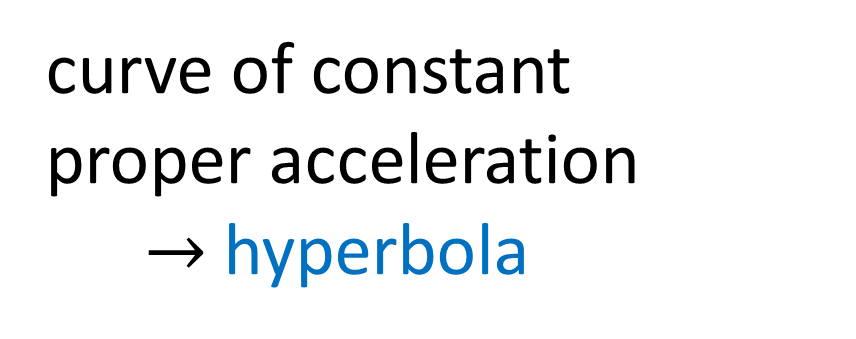 curve of constant
proper acceleration
→ hyperbola